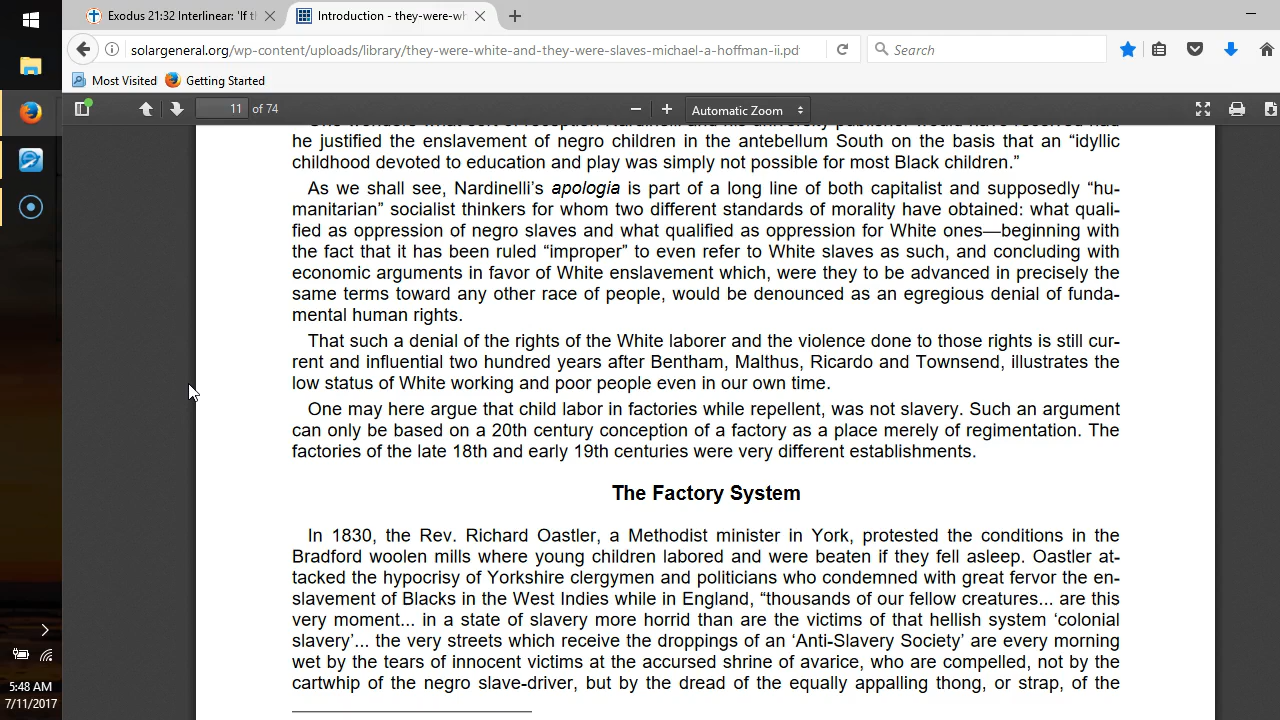 Exodus 21:32 Interlinear: 'If t
Introduction - they-were-wh
solargeneral.org/wp-content/uploads/library/they-were-white-and-they-were-slaves-michael-a-hoffman-ii.pdf
Search
Most Visited
Getting Started
11 of 74
Automatic Zoom
he justified the enslavement of negro children in the antebellum South on the basis that an “idyllic
childhood devoted to education and play was simply not possible for most Black children.”
As we shall see, Nardinelli’s apologia is part of a long line of both capitalist and supposedly “hu-
manitarian” socialist thinkers for whom two different standards of morality have obtained: what quali-
fied as oppression of negro slaves and what qualified as oppression for White ones—beginning with
the fact that it has been ruled “improper” to even refer to White slaves as such, and concluding with
economic arguments in favor of White enslavement which, were they to be advanced in precisely the
same terms toward any other race of people, would be denounced as an egregious denial of funda-
mental human rights.
That such a denial of the rights of the White laborer and the violence done to those rights is still cur-
rent and influential two hundred years after Bentham, Malthus, Ricardo and Townsend, illustrates the
low status of White working and poor people even in our own time.
One may here argue that child labor in factories while repellent, was not slavery. Such an argument
can only be based on a 20th century conception of a factory as a place merely of regimentation. The
factories of the late 18th and early 19th centuries were very different establishments.
The Factory System
In 1830, the Rev. Richard Oastler, a Methodist minister in York, protested the conditions in the
Bradford woolen mills where young children labored and were beaten if they fell asleep. Oastler at-
tacked the hypocrisy of Yorkshire clergymen and politicians who condemned with great fervor the en-
slavement of Blacks in the West Indies while in England, “thousands of our fellow creatures... are this
very moment... in a state of slavery more horrid than are the victims of that hellish system ‘colonial
slavery’... the very streets which receive the droppings of an ‘Anti-Slavery Society’ are every morning
wet by the tears of innocent victims at the accursed shrine of avarice, who are compelled, not by the
cartwhip of the negro slave-driver, but by the dread of the equally appalling thong, or strap, of the
5:48 AM
7/11/2017